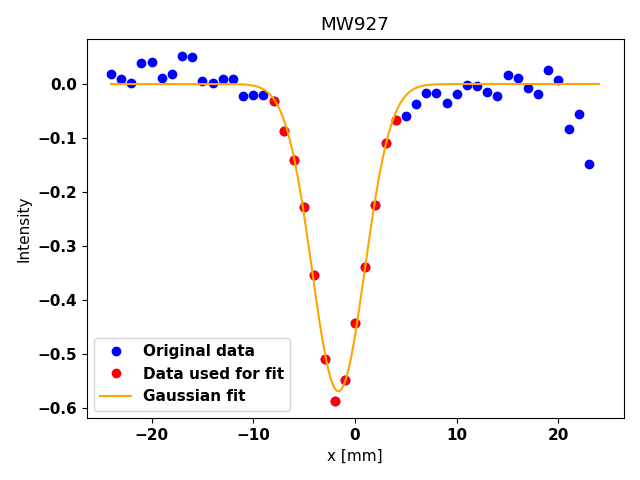 MW927
Intensity
0.0
−0.1
−0.2
−0.3
−0.4
−0.5
−0.6
Original data
Data used for fit
Gaussian fit
−20 −10 0 10 20
x [mm]